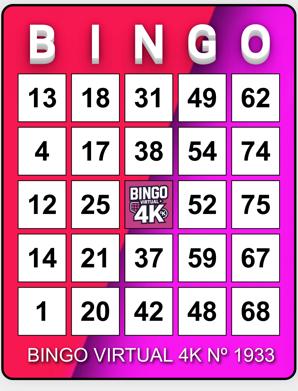 B I N G O
13 18 31 49 62
4 17 38 54 74
12 25 BINGO VIRTUAL 4K 52 75
14 21 37 59 67
1 20 42 48 68
BINGO VIRTUAL 4K Nº 1933